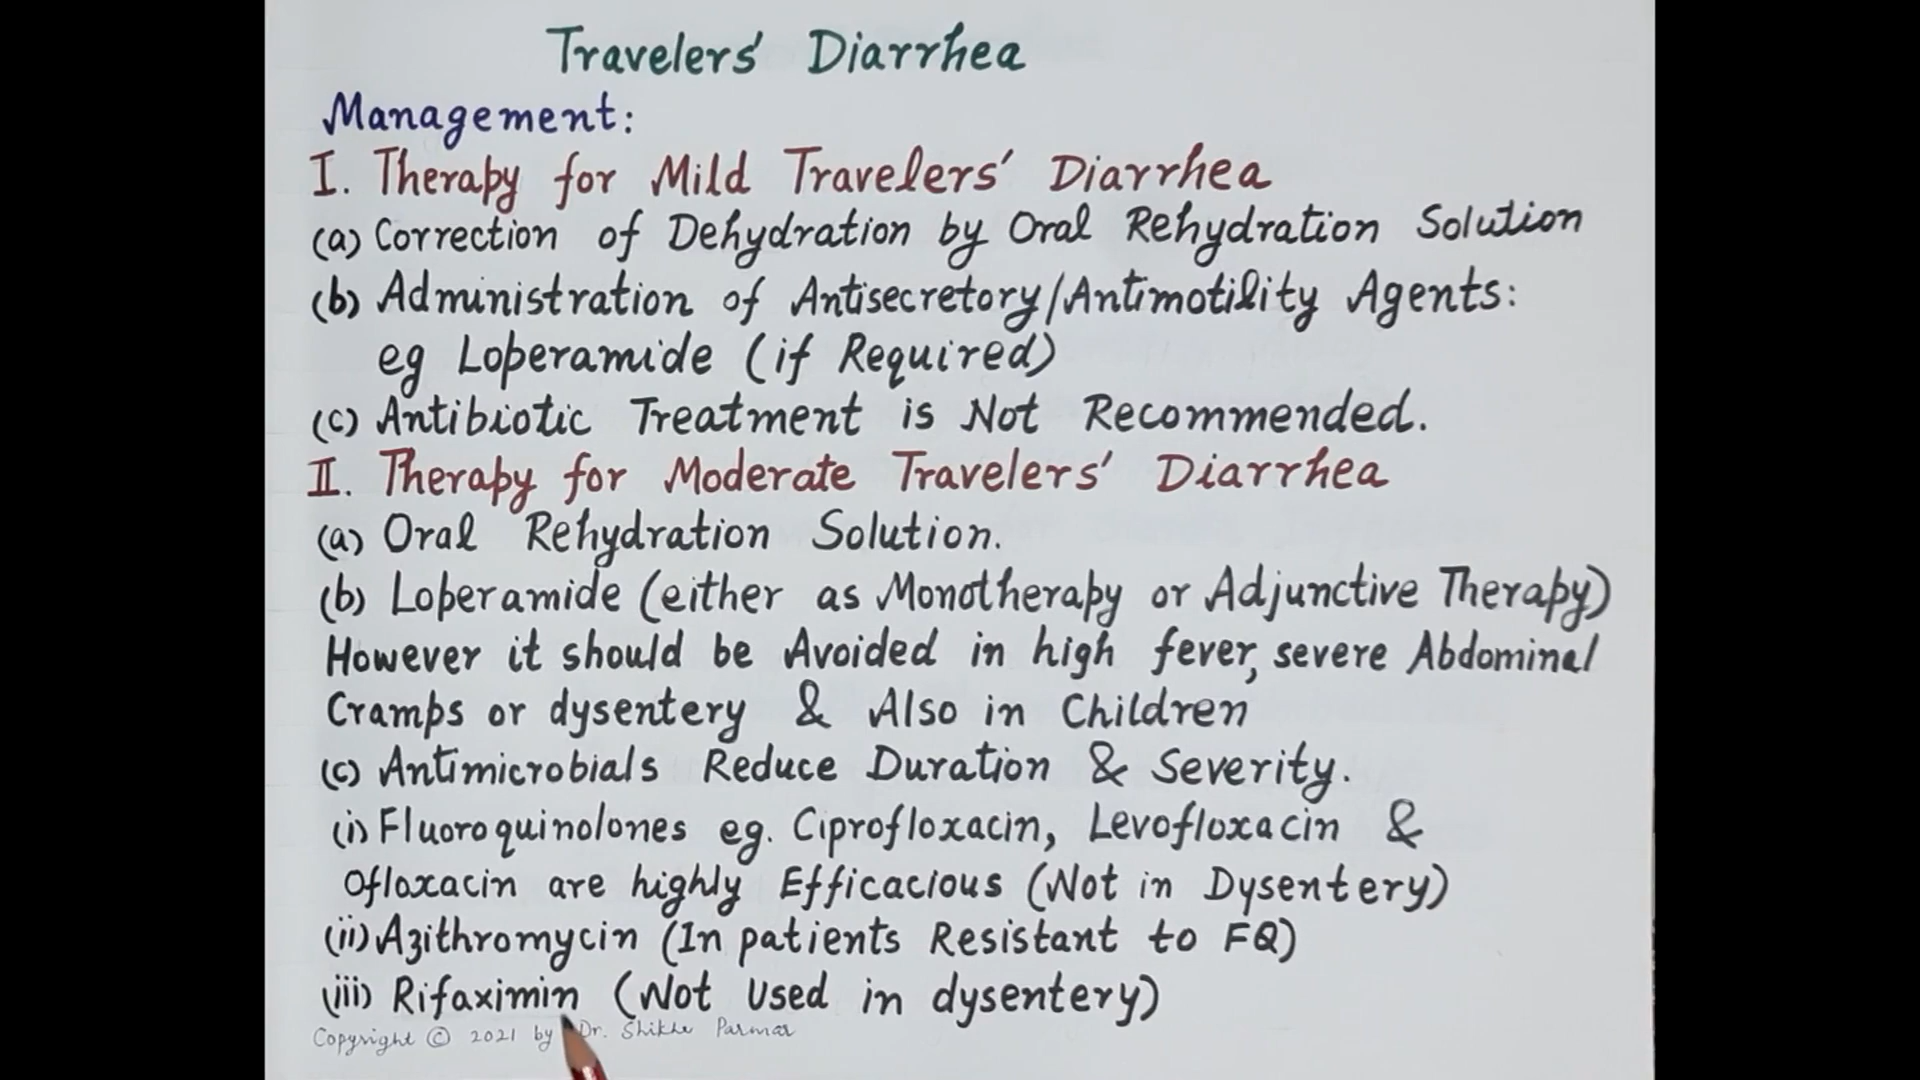 Travelers' Diarrhea
Management:
I. Therapy for Mild Travelers' Diarrhea
(a) Correction of Dehydration by Oral Rehydration Solution
(b) Administration of Antisecretory/Antimotility Agents:
eg Loperamide (if Required)
(c) Antibiotic Treatment is Not Recommended.
II. Therapy for Moderate Travelers' Diarrhea
(a) Oral Rehydration Solution.
(b) Loperamide (either as Monotherapy or Adjunctive Therapy)
However it should be Avoided in high fever, severe Abdominal
Cramps or dysentery & Also in Children
(c) Antimicrobials Reduce Duration & Severity.
(i) Fluoroquinolones eg. Ciprofloxacin, Levofloxacin &
Ofloxacin are highly Efficacious (Not in Dysentery)
(ii) Azithromycin (In patients Resistant to FQ)
(iii) Rifaximin (Not Used in dysentery)
Copyright © 2021 by Dr. Shikha Parmar